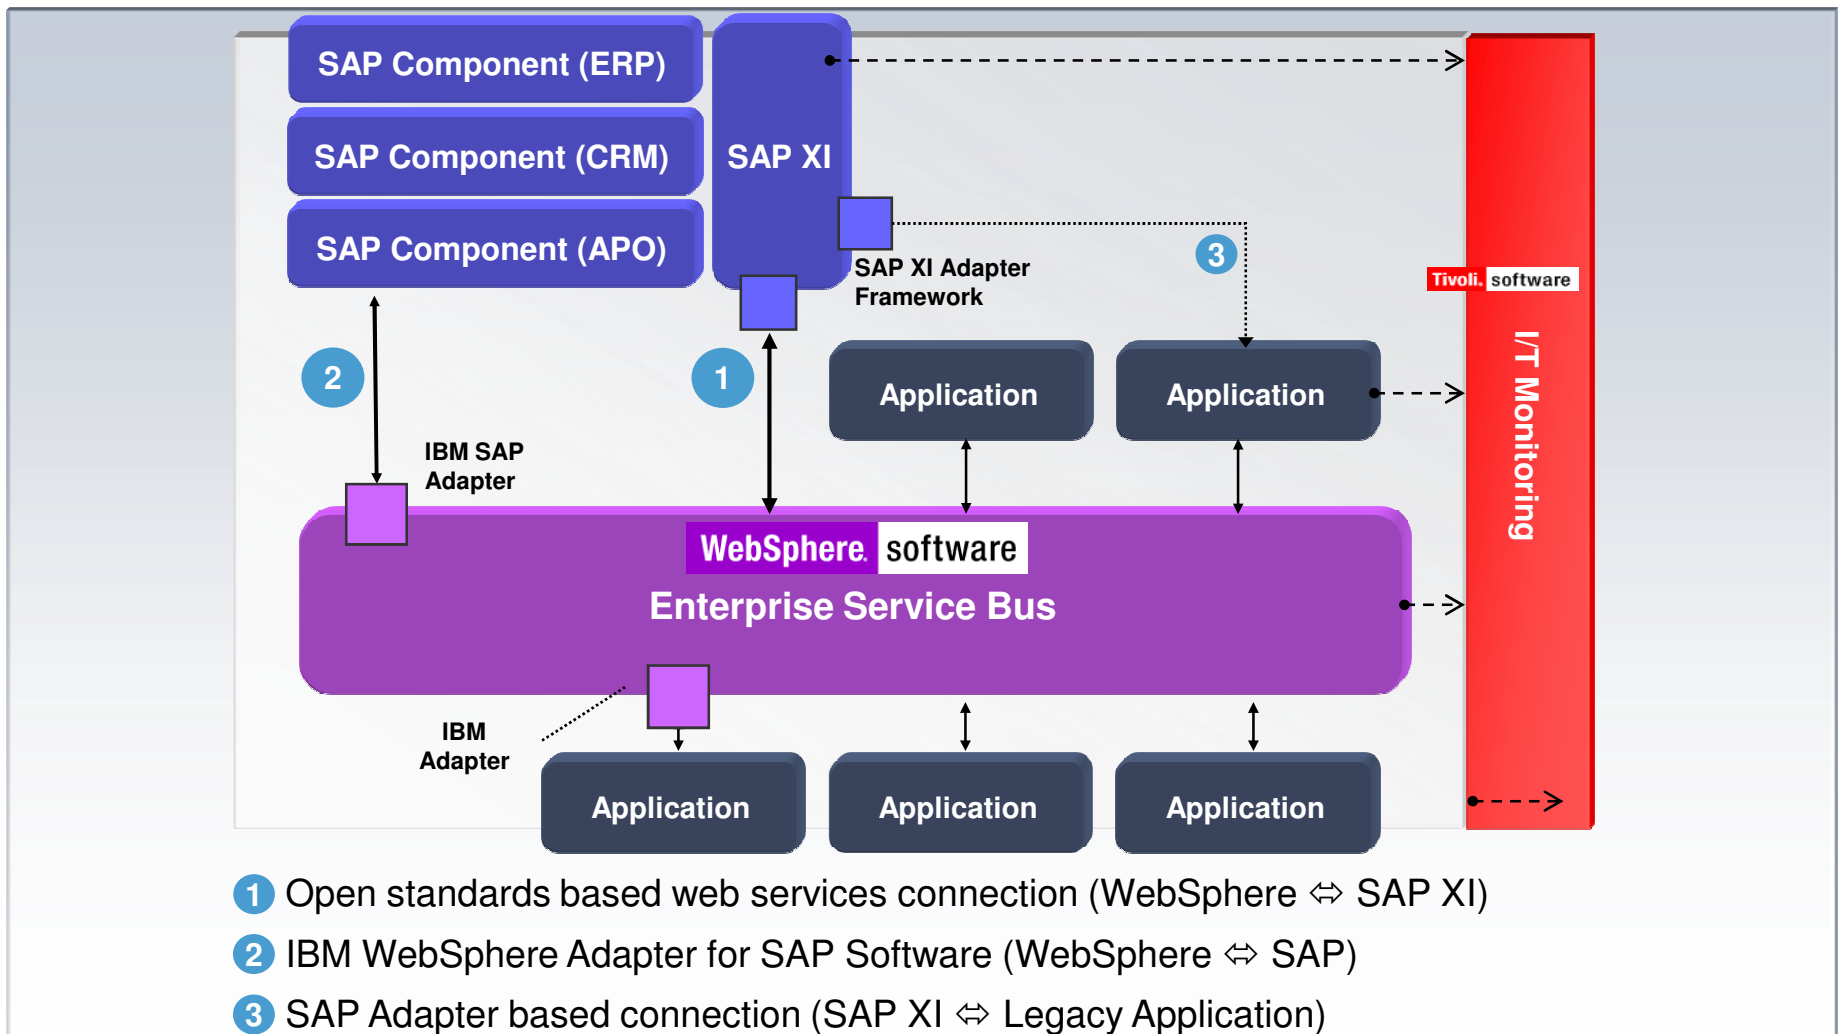 SAP Component (ERP)
SAP Component (CRM)
SAP XI
SAP Component (APO)
3
SAP XI Adapter
Framework
Tivoli. software
2
1
Application
Application
I/T Monitoring
IBM SAP
Adapter
WebSphere. software
Enterprise Service Bus
IBM
Adapter
Application
Application
Application
1 Open standards based web services connection (WebSphere ⬄ SAP XI)
2 IBM WebSphere Adapter for SAP Software (WebSphere ⬄ SAP)
3 SAP Adapter based connection (SAP XI ⬄ Legacy Application)